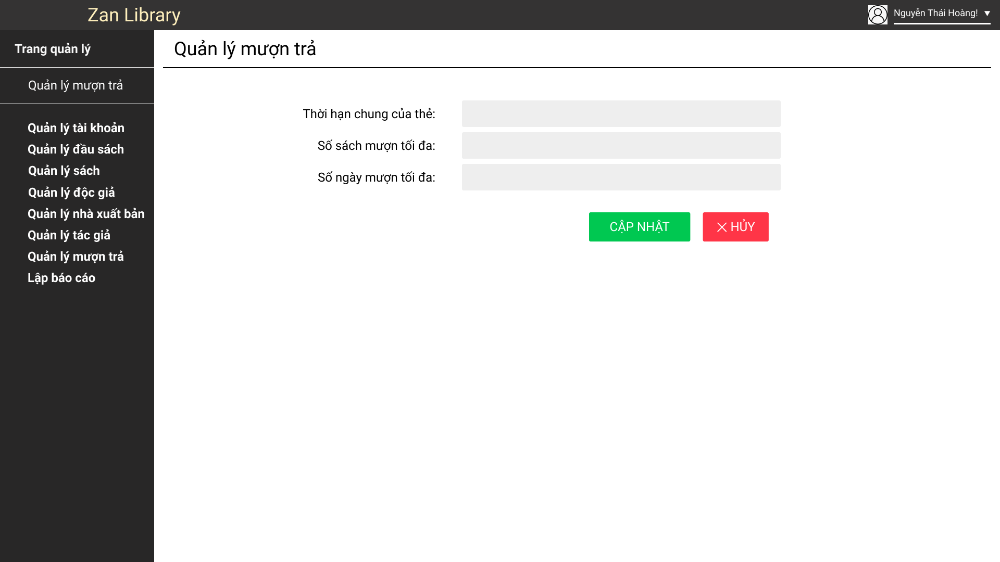 Zan Library
Nguyễn Thái Hoàng!
Trang quản lý
Quản lý mượn trả
Quản lý tài khoản
Quản lý đầu sách
Quản lý sách
Quản lý độc giả
Quản lý nhà xuất bản
Quản lý tác giả
Quản lý mượn trả
Lập báo cáo
Quản lý mượn trả
Thời hạn chung của thẻ:
Số sách mượn tối đa:
Số ngày mượn tối đa:
CẬP NHẬT
HỦY